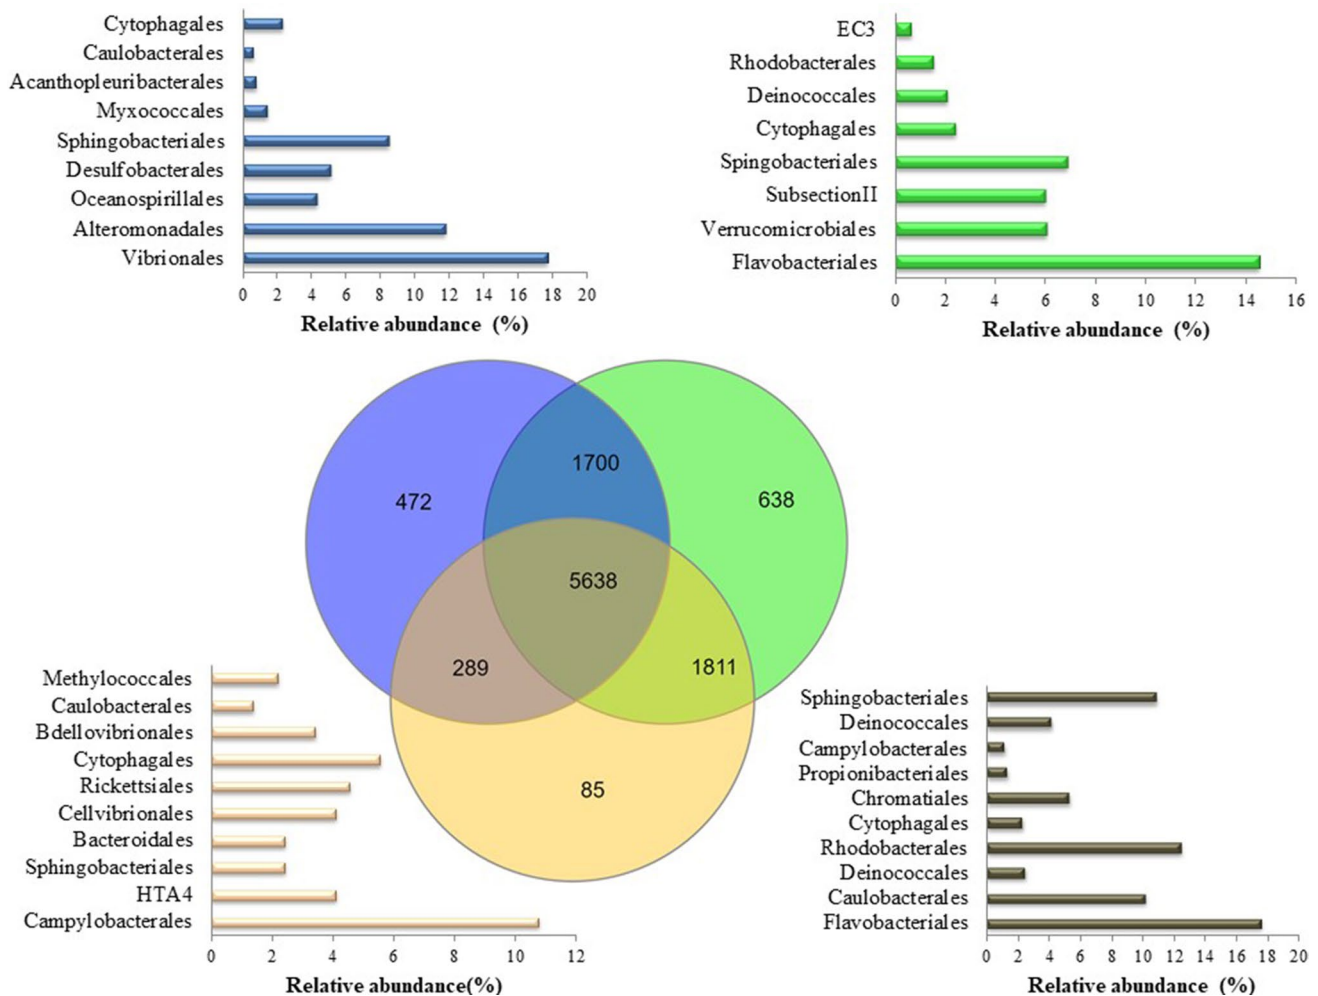 Cytophagales
Caulobacterales
Acanthopleuribacterales
Myxococcales
Sphingobacteriales
Desulfobacterales
Oceanospirillales
Alteromonadales
Vibrionales
0 2 4 6 8 10 12 14 16 18 20
Relative abundance (%)
EC3
Rhodobacterales
Deinococcales
Cytophagales
Spingobacteriales
SubsectionII
Verrucomicrobiales
Flavobacteriales
0 2 4 6 8 10 12 14 16
Relative abundance (%)
472
1700
638
5638
289
1811
85
Methylococcales
Caulobacterales
Bdellovibrionales
Cytophagales
Rickettsiales
Cellvibrionales
Bacteroidales
Sphingobacteriales
HTA4
Campylobacterales
0 2 4 6 8 10 12
Relative abundance(%)
Sphingobacteriales
Deinococcales
Campylobacterales
Propionibacteriales
Chromatiales
Cytophagales
Rhodobacterales
Deinococcales
Caulobacterales
Flavobacteriales
0 2 4 6 8 10 12 14 16 18 20
Relative abundance (%)